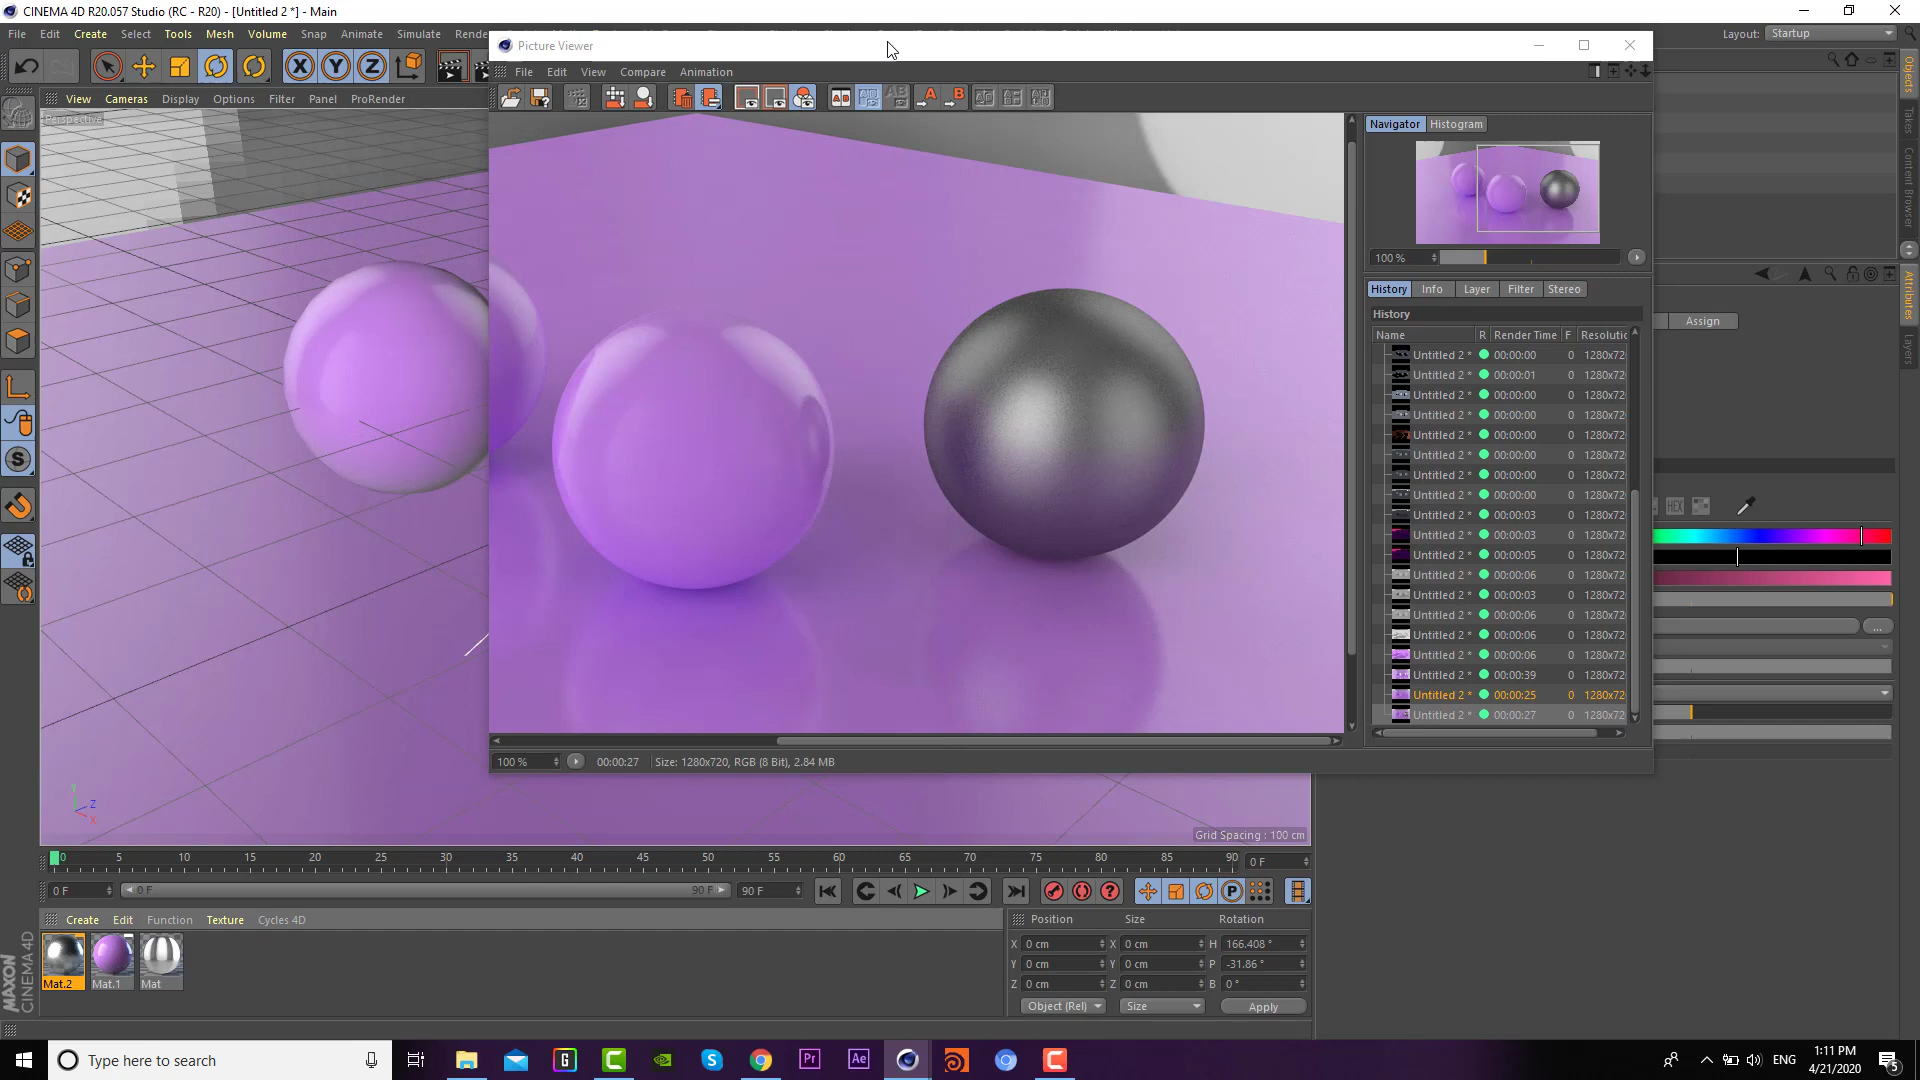 CINEMA 4D R20.057 Studio (RC - R20) - [Untitled 2 *] - Main
File Edit Create Select Tools Mesh Volume Snap Animate Simulate Rende
Layout: Startup
Picture Viewer
File Edit View Compare Animation
View Cameras Display Options Filter Panel ProRender
Perspective
Navigator Histogram
100 %
History Info Layer Filter Stereo
History
Name R Render Time F Resolutic
Untitled 2 * 00:00:00 0 1280x72
Untitled 2 * 00:00:01 0 1280x72
Untitled 2 * 00:00:00 0 1280x72
Untitled 2 * 00:00:00 0 1280x72
Untitled 2 * 00:00:00 0 1280x72
Untitled 2 * 00:00:00 0 1280x72
Untitled 2 * 00:00:00 0 1280x72
Untitled 2 * 00:00:00 0 1280x72
Untitled 2 * 00:00:03 0 1280x72
Untitled 2 * 00:00:03 0 1280x72
Untitled 2 * 00:00:05 0 1280x72
Untitled 2 * 00:00:06 0 1280x72
Untitled 2 * 00:00:03 0 1280x72
Untitled 2 * 00:00:06 0 1280x72
Untitled 2 * 00:00:06 0 1280x72
Untitled 2 * 00:00:06 0 1280x72
Untitled 2 * 00:00:39 0 1280x72
Untitled 2 * 00:00:25 0 1280x72
Untitled 2 * 00:00:27 0 1280x72
100 % 00:00:27 Size: 1280x720, RGB (8 Bit), 2.84 MB
Objects
Takes
Content Browser
Attributes
Layers
Assign
HEX
...
Y
Z
X
Grid Spacing : 100 cm
0 5 10 15 20 25 30 35 40 45 50 55 60 65 70 75 80 85 90 0 F
0 F 0 F 90 F 90 F
Create Edit Function Texture Cycles 4D
Mat.2 Mat.1 Mat
Position Size Rotation
X 0 cm X 0 cm H 166.408 °
Y 0 cm Y 0 cm P -31.86 °
Z 0 cm Z 0 cm B 0 °
Object (Rel) Size Apply
MAXON
CINEMA 4D
Type here to search
Pr Ae
ENG
1:11 PM
4/21/2020
5